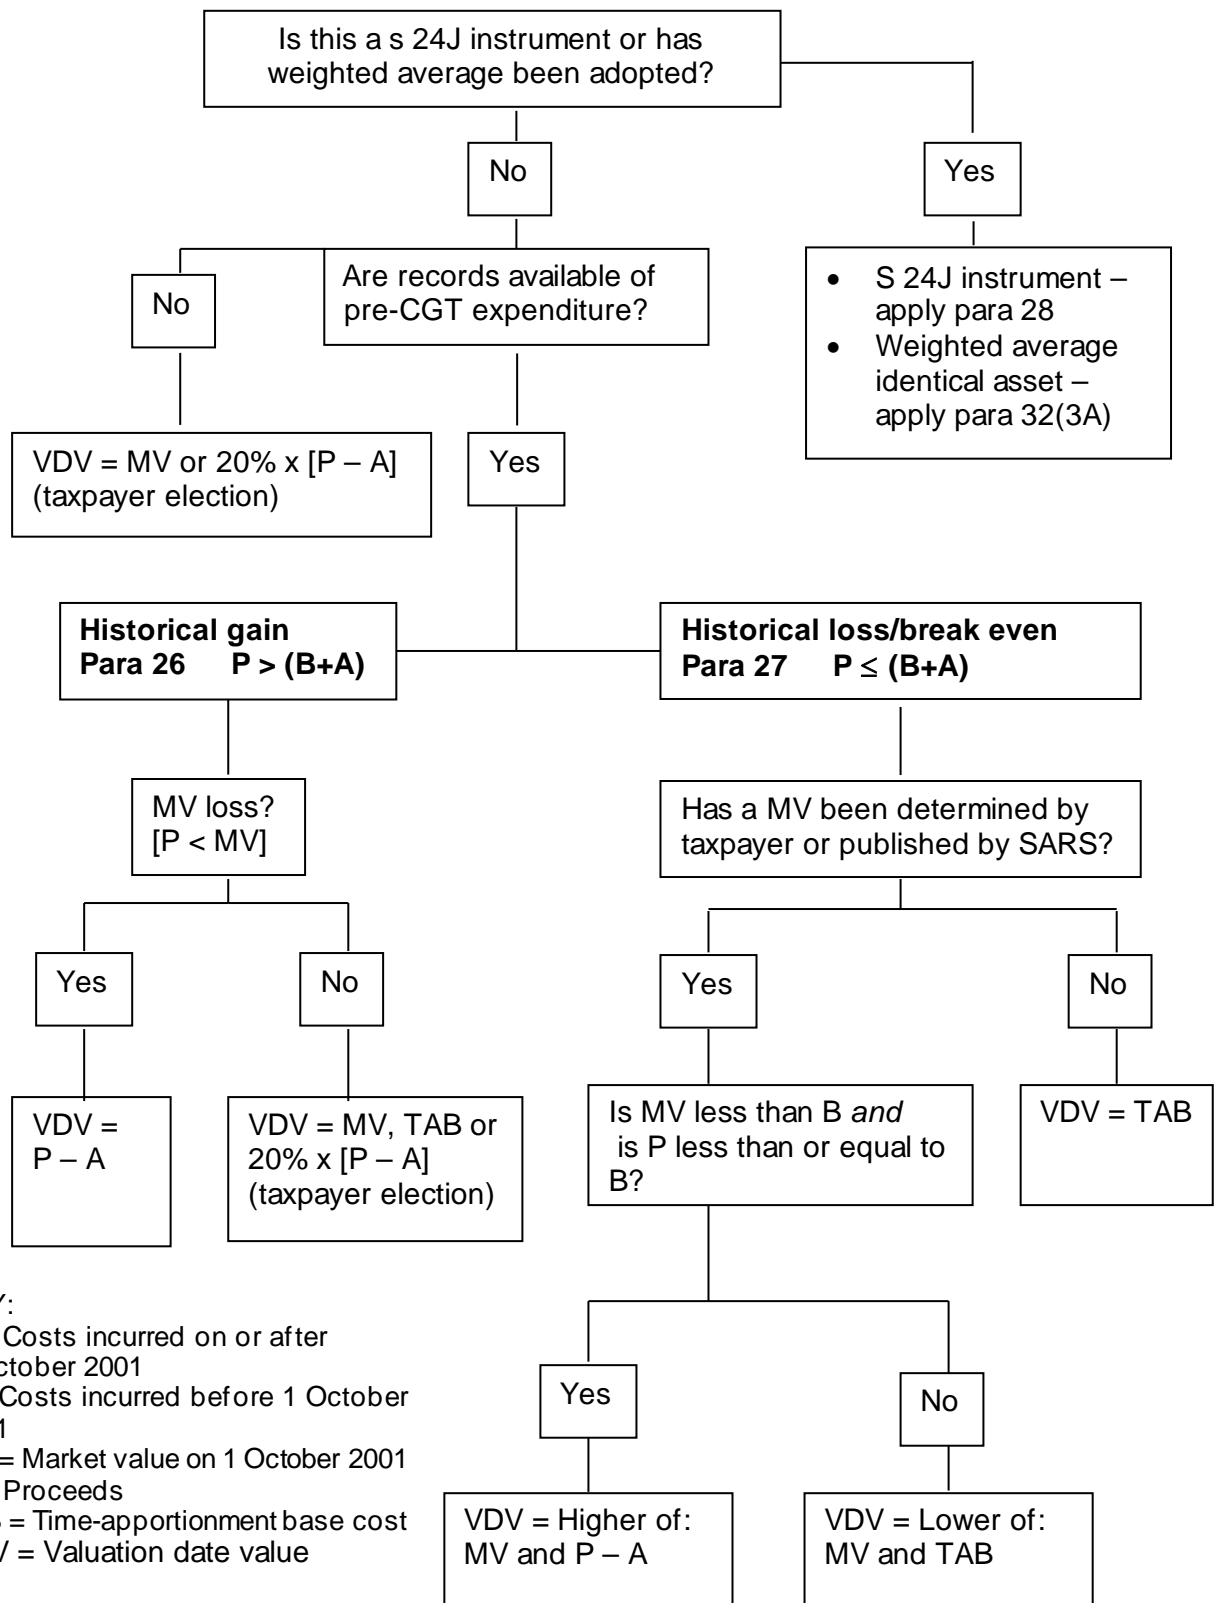 Is this a s 24J instrument or has
weighted average been adopted?
No
Yes
No
Are records available of
pre-CGT expenditure?
• S 24J instrument –
apply para 28
• Weighted average
identical asset –
apply para 32(3A)
VDV = MV or 20% x [P – A]
(taxpayer election)
Yes
Historical gain
Para 26 P > (B+A)
Historical loss/break even
Para 27 P ≤ (B+A)
MV loss?
[P < MV]
Has a MV been determined by
taxpayer or published by SARS?
Yes
No
Yes
No
VDV =
P – A
VDV = MV, TAB or
20% x [P – A]
(taxpayer election)
Is MV less than B and
is P less than or equal to
B?
VDV = TAB
:
Costs incurred on or after
ctober 2001
Costs incurred before 1 October
1
= Market value on 1 October 2001
Proceeds
= Time-apportionment base cost
= Valuation date value
Yes
No
VDV = Higher of:
MV and P – A
VDV = Lower of:
MV and TAB